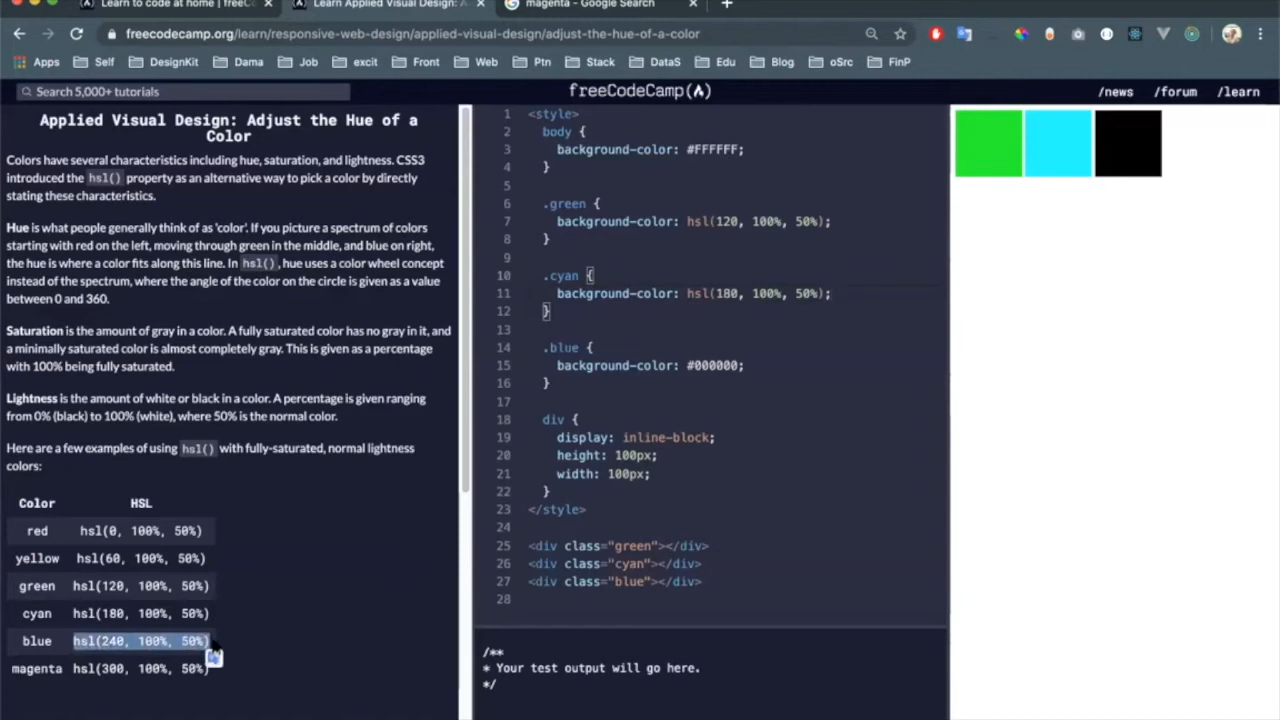 Learn to code at home | freeC
Learn Applied Visual Design: A
magenta - Google Search
freecodecamp.org/learn/responsive-web-design/applied-visual-design/adjust-the-hue-of-a-color
Apps Self DesignKit Dama Job excit Front Web Ptn Stack DataS Edu Blog oSrc FinP
Search 5,000+ tutorials
freeCodeCamp
/news /forum /learn
Applied Visual Design: Adjust the Hue of a
Color
Colors have several characteristics including hue, saturation, and lightness. CSS3
introduced the hsl() property as an alternative way to pick a color by directly
stating these characteristics.
Hue is what people generally think of as 'color'. If you picture a spectrum of colors
starting with red on the left, moving through green in the middle, and blue on right,
the hue is where a color fits along this line. In hsl(), hue uses a color wheel concept
instead of the spectrum, where the angle of the color on the circle is given as a value
between 0 and 360.
Saturation is the amount of gray in a color. A fully saturated color has no gray in it, and
a minimally saturated color is almost completely gray. This is given as a percentage
with 100% being fully saturated.
Lightness is the amount of white or black in a color. A percentage is given ranging
from 0% (black) to 100% (white), where 50% is the normal color.
Here are a few examples of using hsl() with fully-saturated, normal lightness
colors:
Color HSL
red hsl(0, 100%, 50%)
yellow hsl(60, 100%, 50%)
green hsl(120, 100%, 50%)
cyan hsl(180, 100%, 50%)
blue hsl(240, 100%, 50%)
magenta hsl(300, 100%, 50%)
1 <style>
2 body {
3 background-color: #FFFFFF;
4 }
5
6 .green {
7 background-color: hsl(120, 100%, 50%);
8 }
9
10 .cyan {
11 background-color: hsl(180, 100%, 50%);
12 }
13
14 .blue {
15 background-color: #000000;
16 }
17
18 div {
19 display: inline-block;
20 height: 100px;
21 width: 100px;
22 }
23 </style>
24
25 <div class="green"></div>
26 <div class="cyan"></div>
27 <div class="blue"></div>
28
/**
* Your test output will go here.
*/